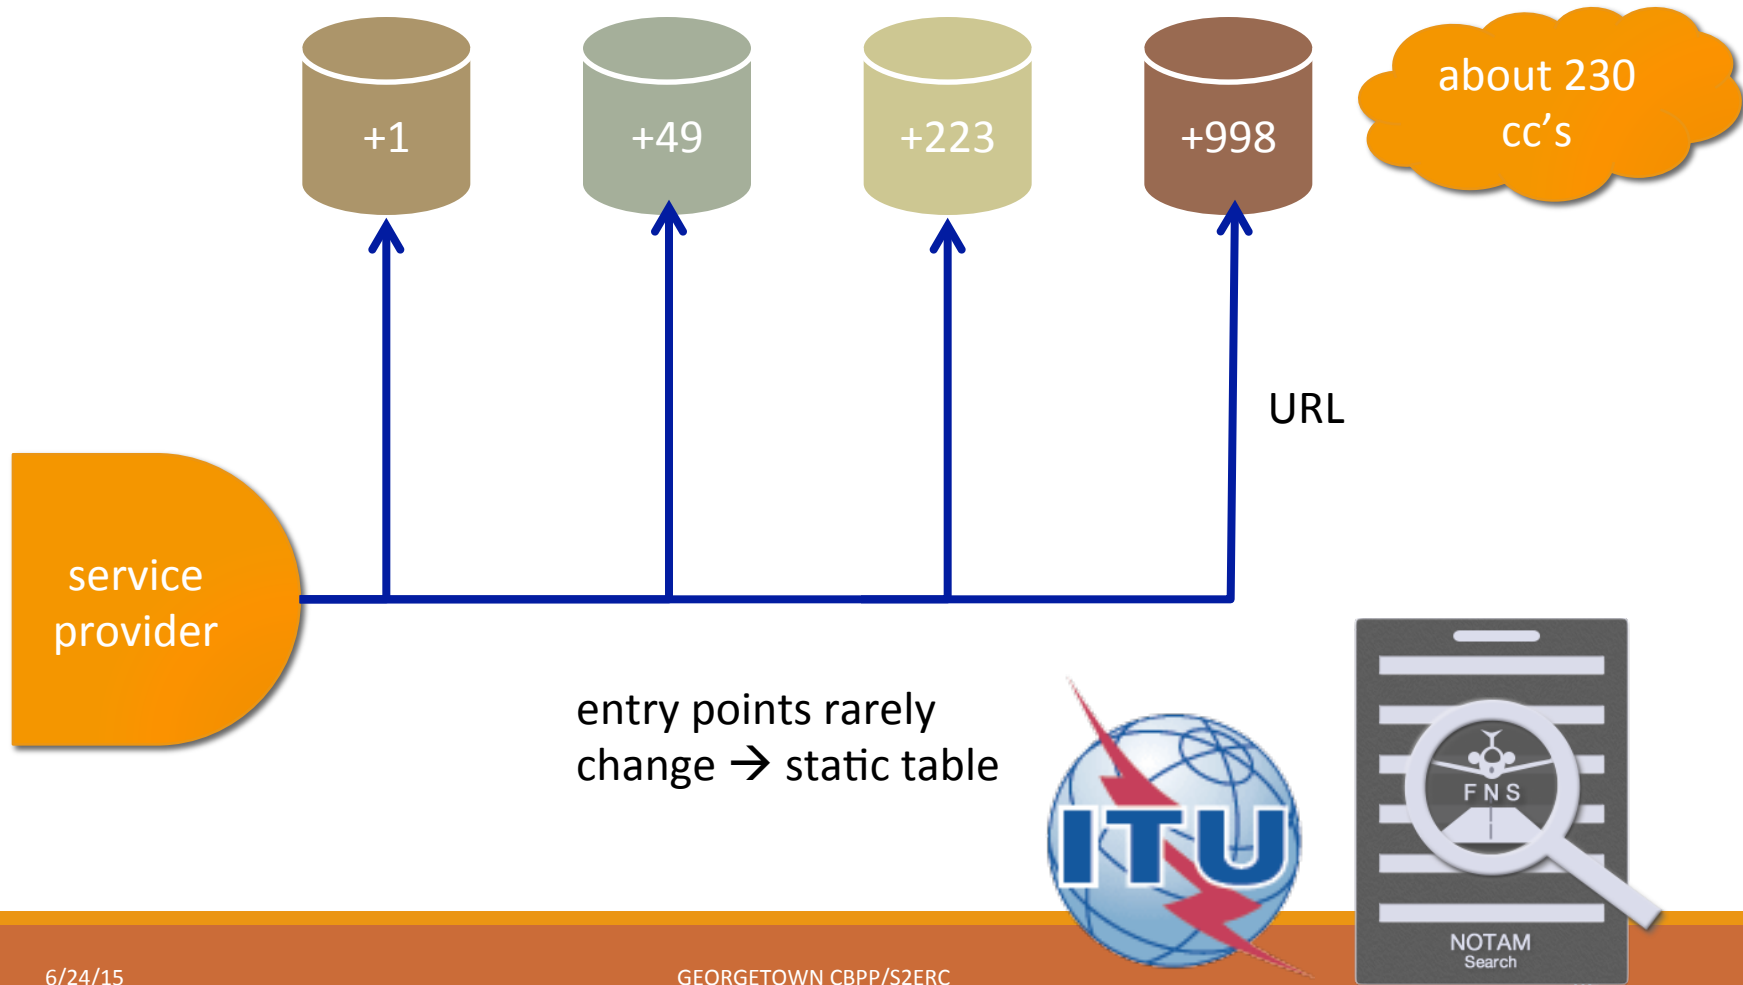 +1
+49
+223
+998
about 230
cc’s
URL
service
provider
entry points rarely
change → static table
ITU
FNS
NOTAM
Search
6/24/15
GEORGETOWN CBPP/S2ERC